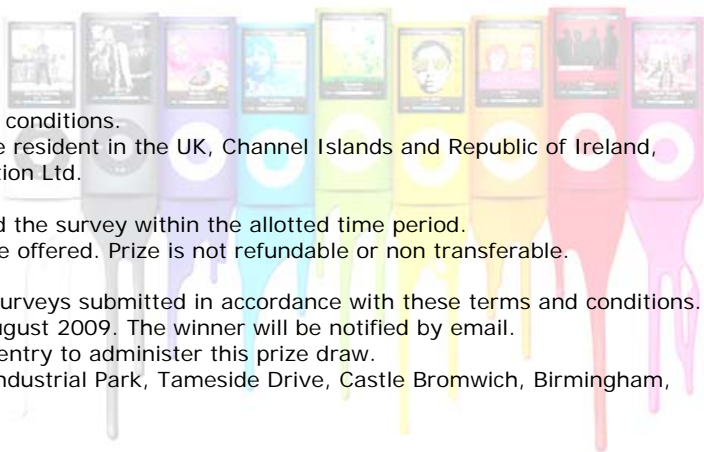 conditions.
e resident in the UK, Channel Islands and Republic of Ireland,
tion Ltd.
d the survey within the allotted time period.
e offered. Prize is not refundable or non transferable.
urveys submitted in accordance with these terms and conditions.
ugust 2009. The winner will be notified by email.
entry to administer this prize draw.
ndustrial Park, Tameside Drive, Castle Bromwich, Birmingham,